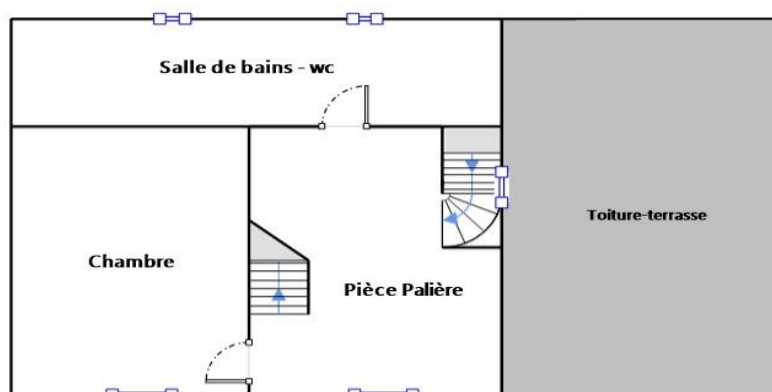 Salle de bains - wc
Toiture-terrasse
Chambre
Pièce Palière